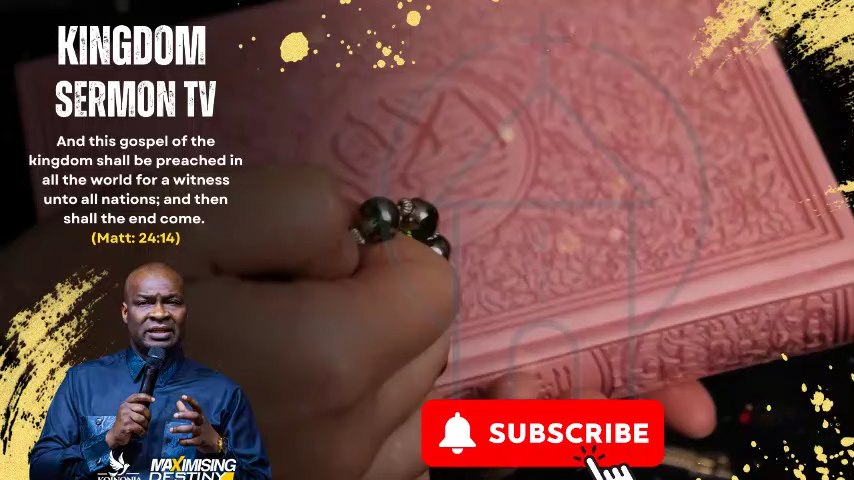 KINGDOM
SERMON TV
And this gospel of the
kingdom shall be preached in
all the world for a witness
unto all nations; and then
shall the end come.
(Matt: 24:14)
KOINONIA
MAXIMISING
DESTINY
SUBSCRIBE